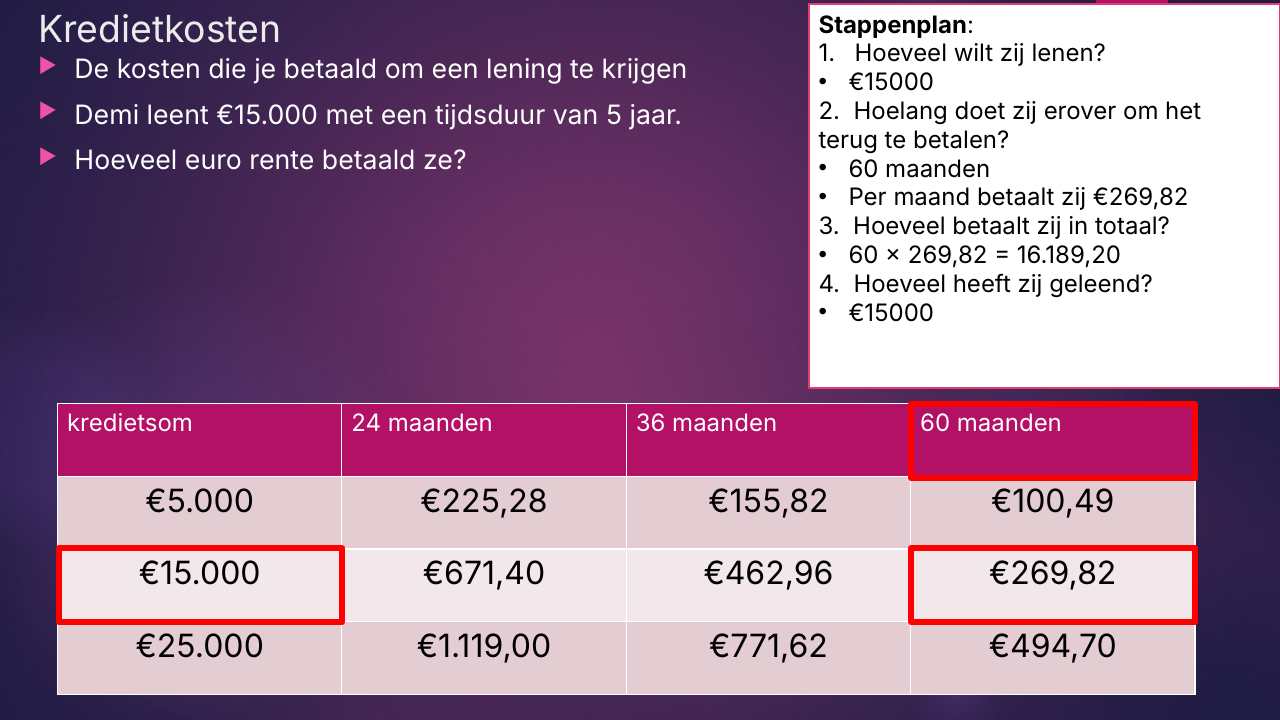 Kredietkosten
De kosten die je betaald om een lening te krijgen
Demi leent €15.000 met een tijdsduur van 5 jaar.
Hoeveel euro rente betaald ze?
Stappenplan:
1. Hoeveel wilt zij lenen?
• €15000
2. Hoelang doet zij erover om het
terug te betalen?
• 60 maanden
• Per maand betaalt zij €269,82
3. Hoeveel betaalt zij in totaal?
• 60 × 269,82 = 16.189,20
4. Hoeveel heeft zij geleend?
• €15000
kredietsom 24 maanden 36 maanden 60 maanden
€5.000 €225,28 €155,82 €100,49
€15.000 €671,40 €462,96 €269,82
€25.000 €1.119,00 €771,62 €494,70